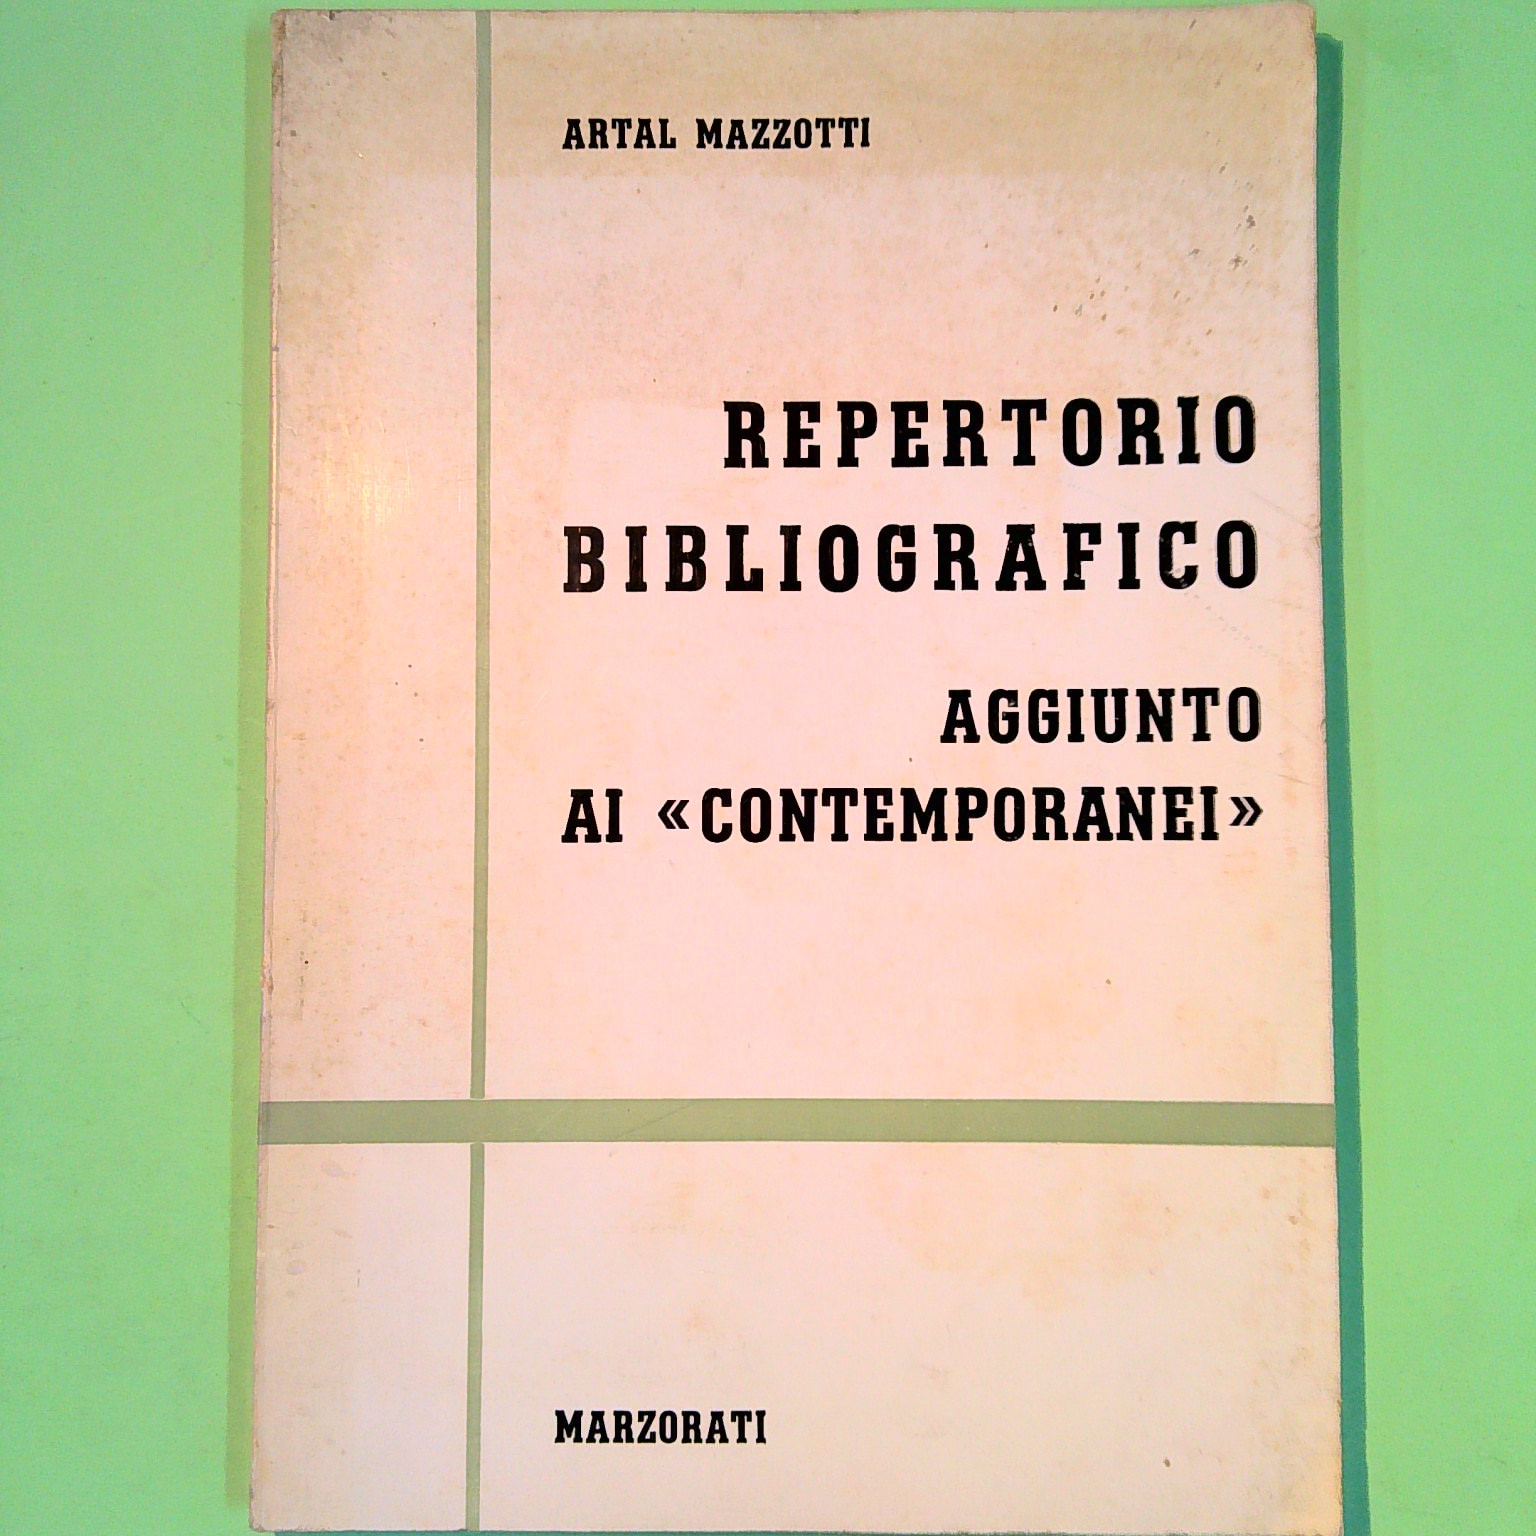 ARTAL MAZZOTTI
REPERTORIO
BIBLIOGRAFICO
AGGIUNTO
AI «CONTEMPORANEI»
MARZORATI